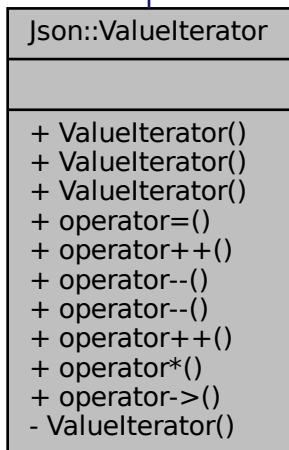 Json::ValueIterator
+ ValueIterator()
+ ValueIterator()
+ ValueIterator()
+ operator=()
+ operator++()
+ operator--()
+ operator--()
+ operator++()
+ operator*()
+ operator->()
- ValueIterator()